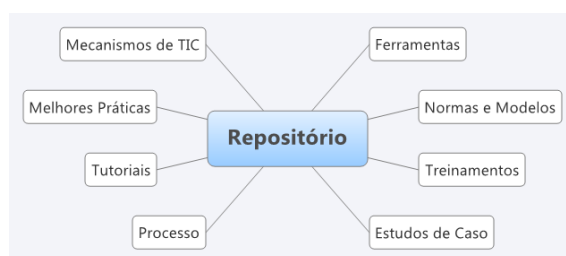 Mecanismos de TIC
Ferramentas
Melhores Práticas
Normas e Modelos
Repositório
Tutoriais
Treinamentos
Processo
Estudos de Caso